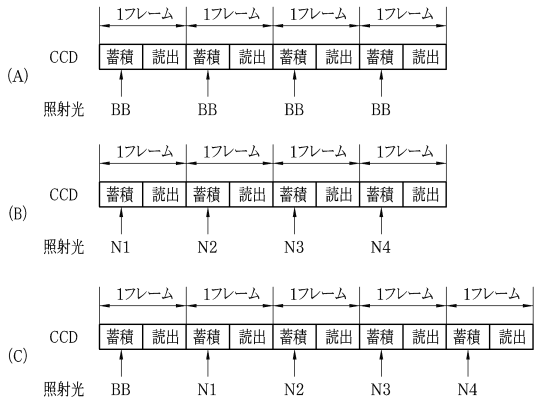 1フレーム 1フレーム 1フレーム 1フレーム
(A) CCD 蓄積 読出 蓄積 読出 蓄積 読出 蓄積 読出
照射光 BB BB BB BB
1フレーム 1フレーム 1フレーム 1フレーム
(B) CCD 蓄積 読出 蓄積 読出 蓄積 読出 蓄積 読出
照射光 N1 N2 N3 N4
1フレーム 1フレーム 1フレーム 1フレーム 1フレーム
(C) CCD 蓄積 読出 蓄積 読出 蓄積 読出 蓄積 読出 蓄積 読出
照射光 BB N1 N2 N3 N4